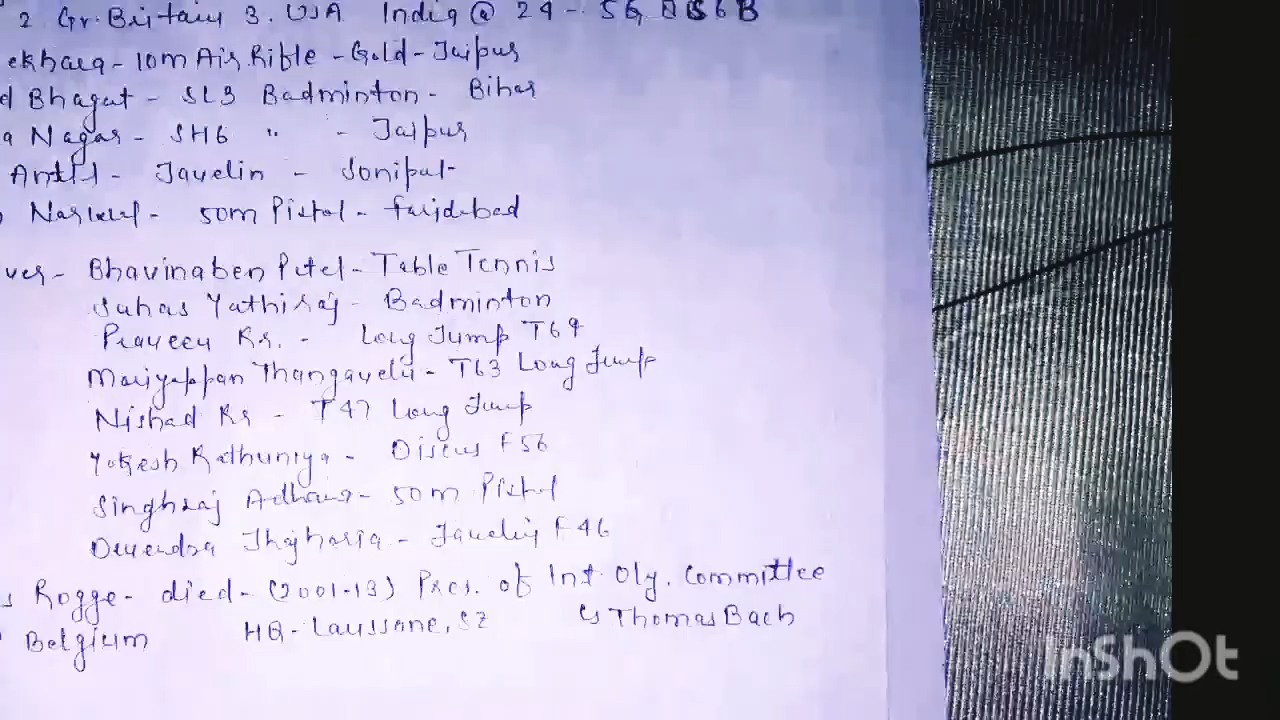 2. Gr. Britain 3. USA India @ 24 - 5G, 8S 6B
ekhara - 10m Air Rifle - Gold - Jaipur
d Bhagat - SL3 Badminton - Bihar
a Nagar - SH6 " - Jaipur
Antil - Javelin - Sonipat
Narwal - 50m Pistol - faridabad
ver - Bhavinaben Patel - Table Tennis
Suhas Yathiraj - Badminton
Praveen Kr. - Long Jump T64
Mariyappan Thangavelu - T63 Long Jump
Nishad Kr - T47 Long Jump
Yokesh Kathuniya - Discus F56
Singhraj Adhana - 50m Pistol
Devendra Jhajharia - Javelin F46
s Rogge - died - (2001-13) Pres. of Int. Oly. Committee
Belgium HQ - Laussane, SZ ↳ Thomas Bach
InShOt